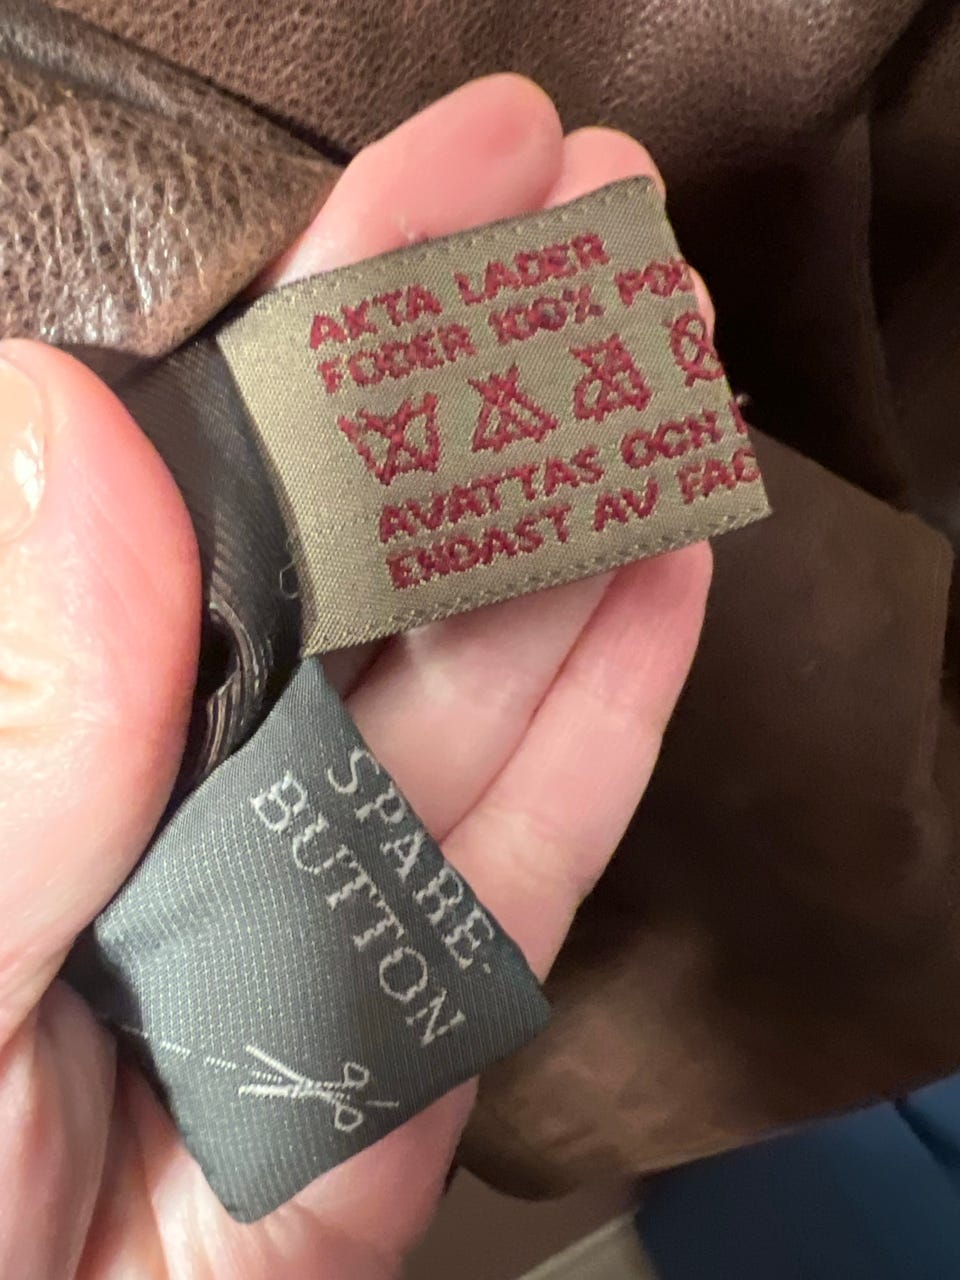 AKTA LADER
FODER 100%
AVATTAS OCH
ENDAST AV
SPARE
BUTTON